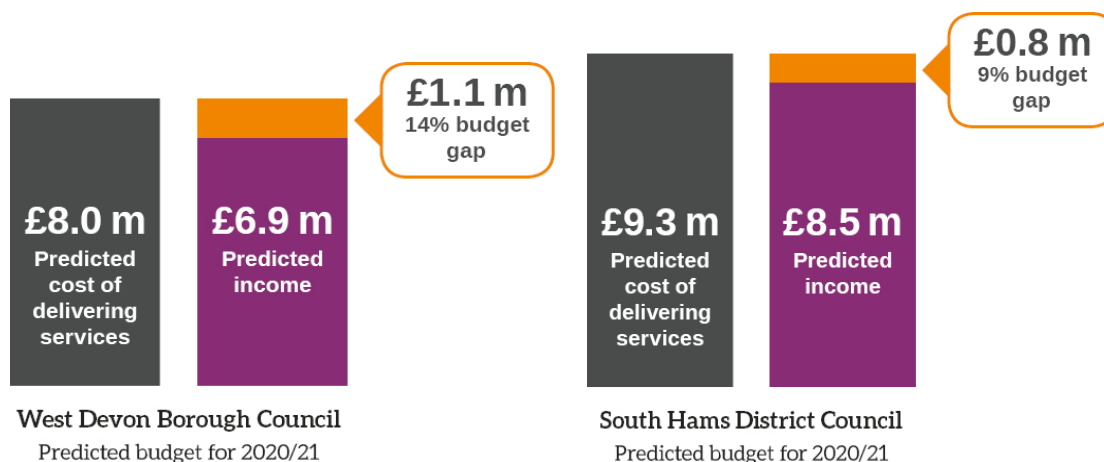 £1.1 m
14% budget
gap
£8.0 m
Predicted
cost of
delivering
services
£6.9 m
Predicted
income
West Devon Borough Council
Predicted budget for 2020/21
£0.8 m
9% budget
gap
£9.3 m
Predicted
cost of
delivering
services
£8.5 m
Predicted
income
South Hams District Council
Predicted budget for 2020/21